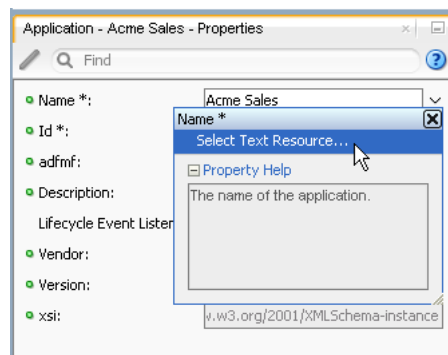 Application - Acme Sales - Properties
Find
Name *:
Acme Sales
Name *
Id *:
Select Text Resource...
adfmf:
Property Help
Description:
The name of the application.
Lifecycle Event Listen
Vendor:
Version:
xsi:
.w3.org/2001/XMLSchema-instance